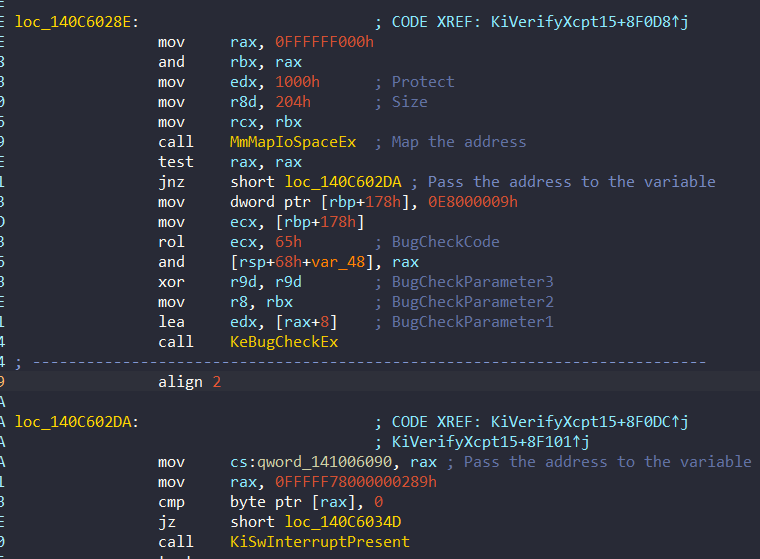 loc_140C6028E: ; CODE XREF: KiVerifyXcpt15+8F0D8↑j
mov rax, 0FFFFFF000h
and rbx, rax
mov edx, 1000h ; Protect
mov r8d, 204h ; Size
mov rcx, rbx
call MmMapIoSpaceEx ; Map the address
test rax, rax
jnz short loc_140C602DA ; Pass the address to the variable
mov dword ptr [rbp+178h], 0E8000009h
mov ecx, [rbp+178h]
rol ecx, 65h ; BugCheckCode
and [rsp+68h+var_48], rax
xor r9d, r9d ; BugCheckParameter3
mov r8, rbx ; BugCheckParameter2
lea edx, [rax+8] ; BugCheckParameter1
call KeBugCheckEx
; ---------------------------------------------------------------------------
align 2
loc_140C602DA: ; CODE XREF: KiVerifyXcpt15+8F0DC↑j
; KiVerifyXcpt15+8F101↑j
mov cs:qword_141006090, rax ; Pass the address to the variable
mov rax, 0FFFFF78000000289h
cmp byte ptr [rax], 0
jz short loc_140C6034D
call KiSwInterruptPresent